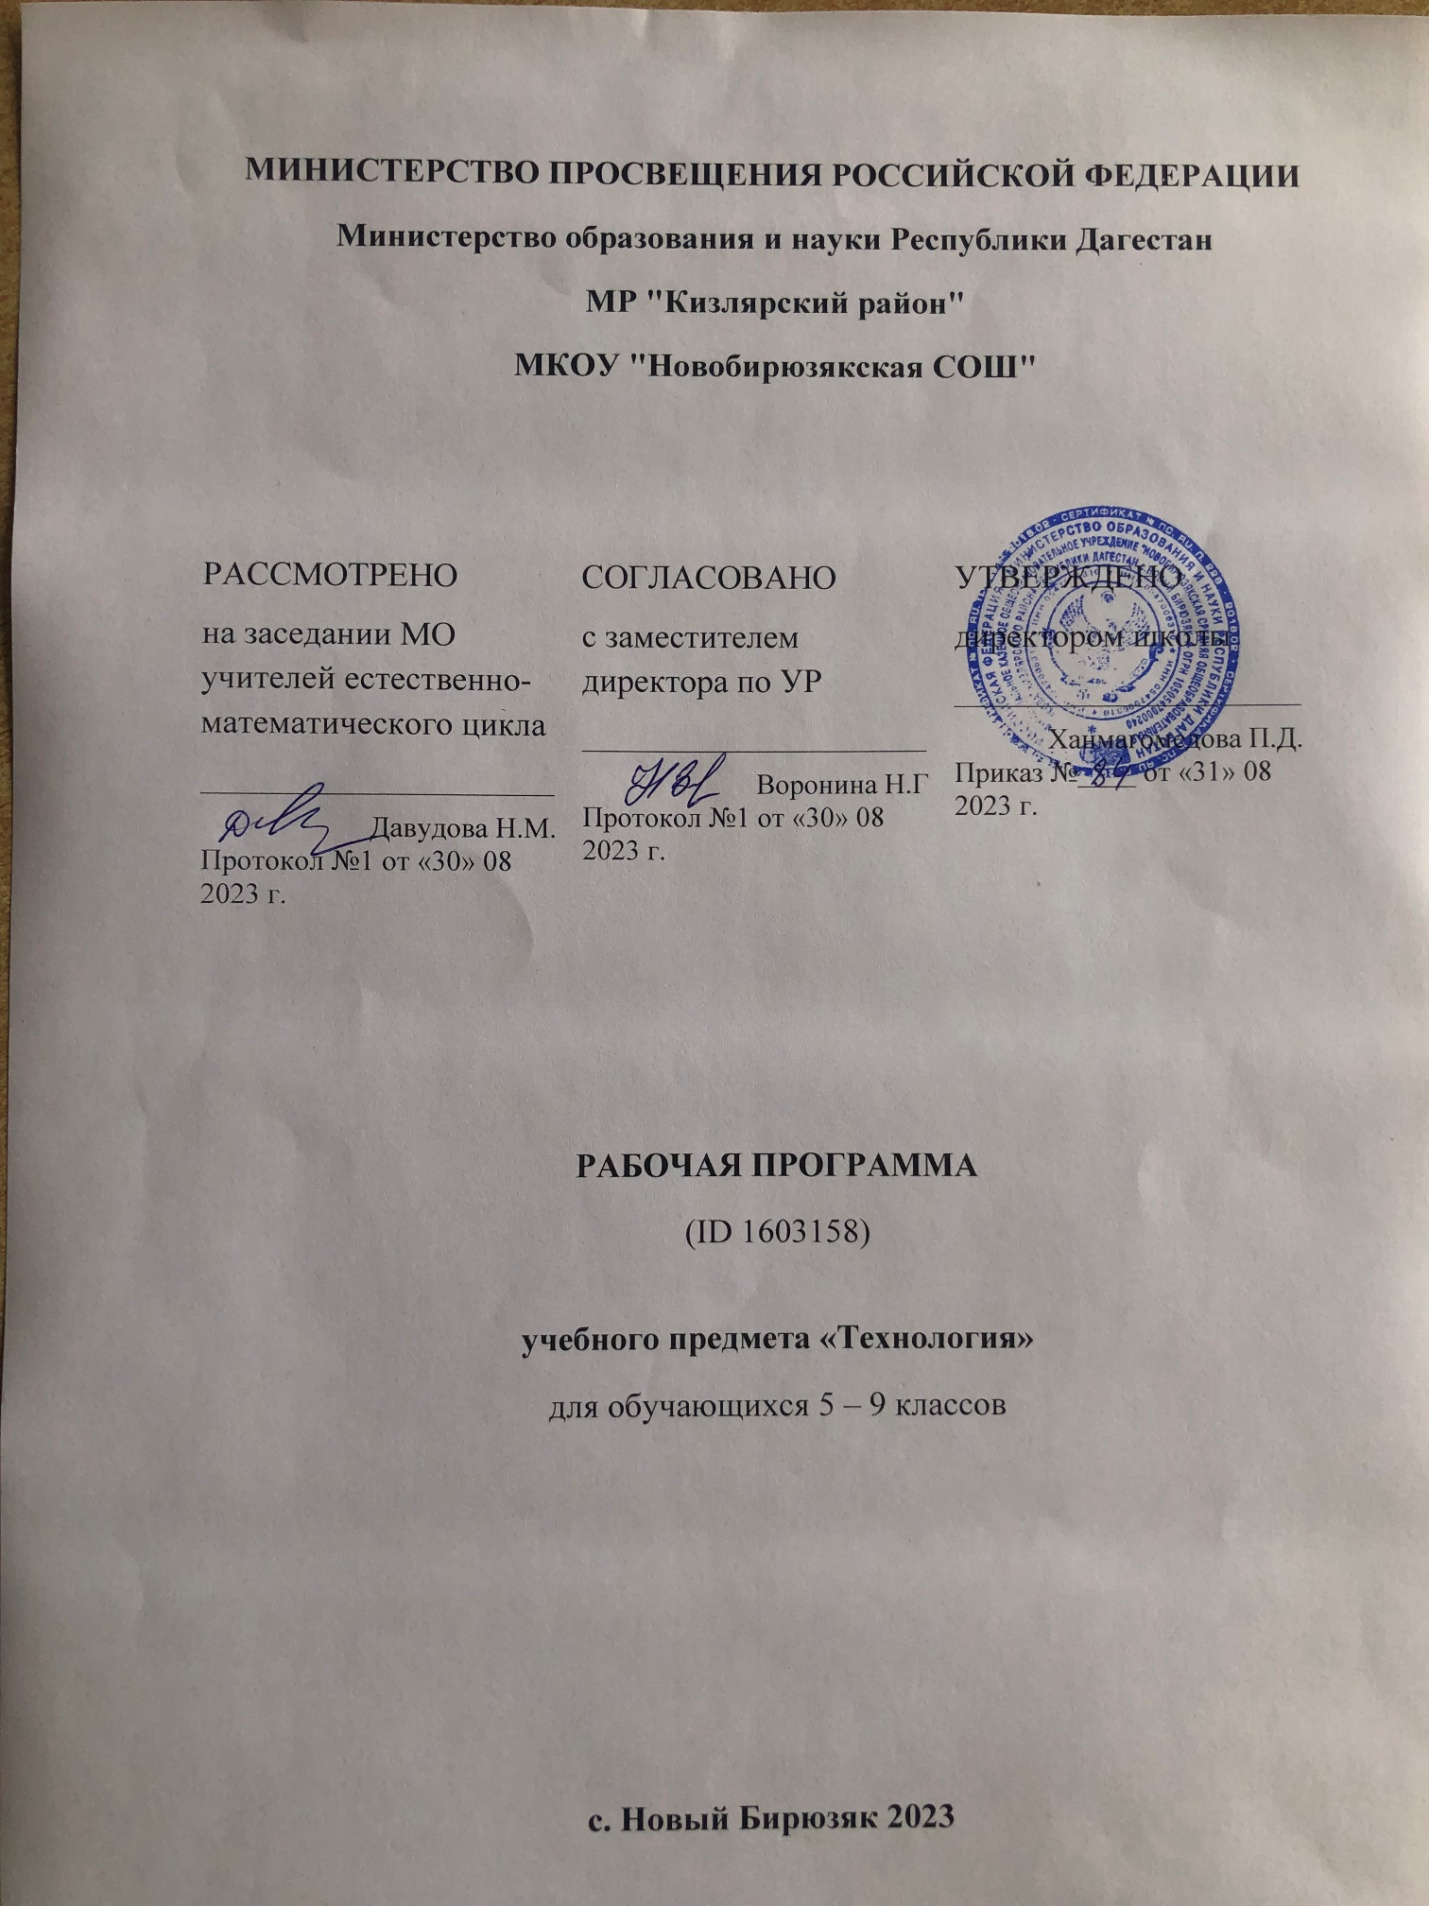 МИНИСТЕРСТВО ПРОСВЕЩЕНИЯ РОССИЙСКОЙ ФЕДЕРАЦИИ
Министерство образования и науки Республики Дагестан
МР "Кизлярский район"
МКОУ "Новобирюзякская СОШ"
РАССМОТРЕНО
на заседании МО
учителей естественно-
математического цикла
Давудова Н.М.
Протокол №1 от «30» 08
2023 г.
СОГЛАСОВАНО
с заместителем
директора по УР
Воронина Н.Г
Протокол №1 от «30» 08
2023 г.
УТВЕРЖДЕНО
директором школы
Ханмагомедова П.Д.
Приказ № 84 от «31» 08
2023 г.
РАБОЧАЯ ПРОГРАММА
(ID 1603158)
учебного предмета «Технология»
для обучающихся 5 – 9 классов
с. Новый Бирюзяк 2023